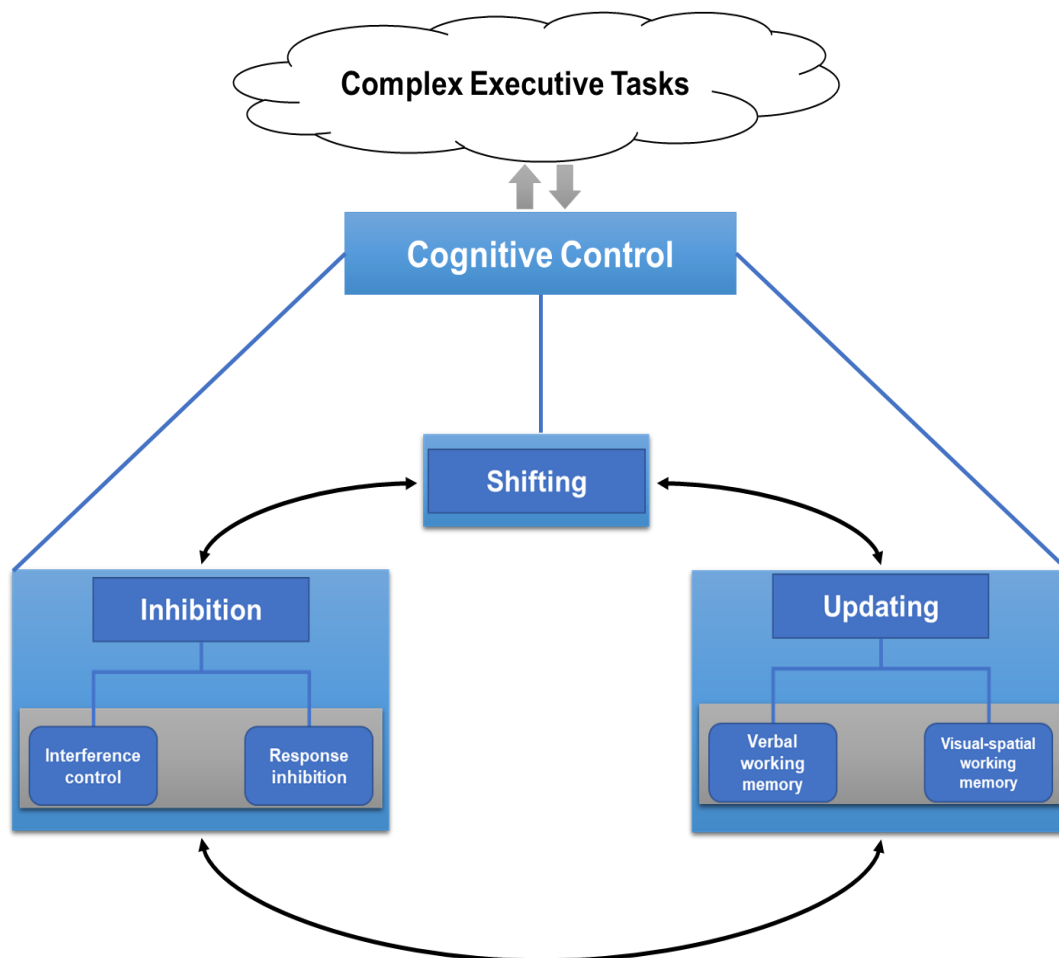 Complex Executive Tasks
Cognitive Control
Shifting
Inhibition
Updating
Interference
control
Response
inhibition
Verbal
working
memory
Visual-spatial
working
memory